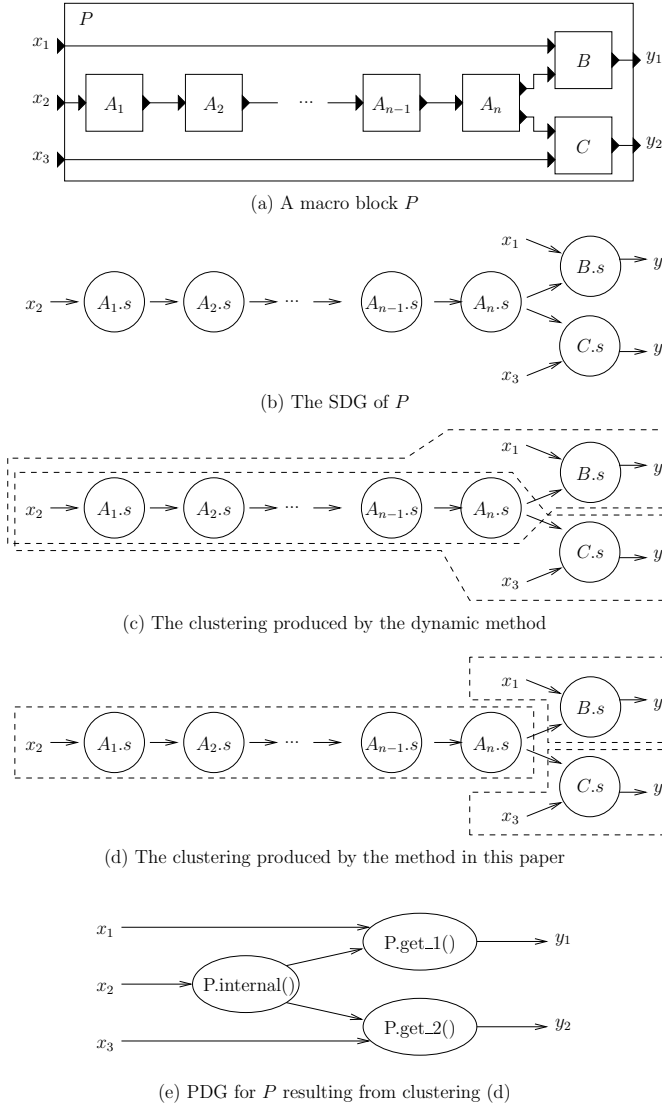 P
x1 B y1
x2 A1 A2 ... An−1 An
x3 C y2
(a) A macro block P
x1
B.s y
x2 A1.s A2.s ... An−1.s An.s
C.s y
x3
(b) The SDG of P
x1
B.s y
x2 A1.s A2.s ... An−1.s An.s
C.s y
x3
(c) The clustering produced by the dynamic method
x1
B.s y
x2 A1.s A2.s ... An−1.s An.s
C.s y
x3
(d) The clustering produced by the method in this paper
x1 P.get_1() y1
x2 P.internal()
x3 P.get_2() y2
(e) PDG for P resulting from clustering (d)